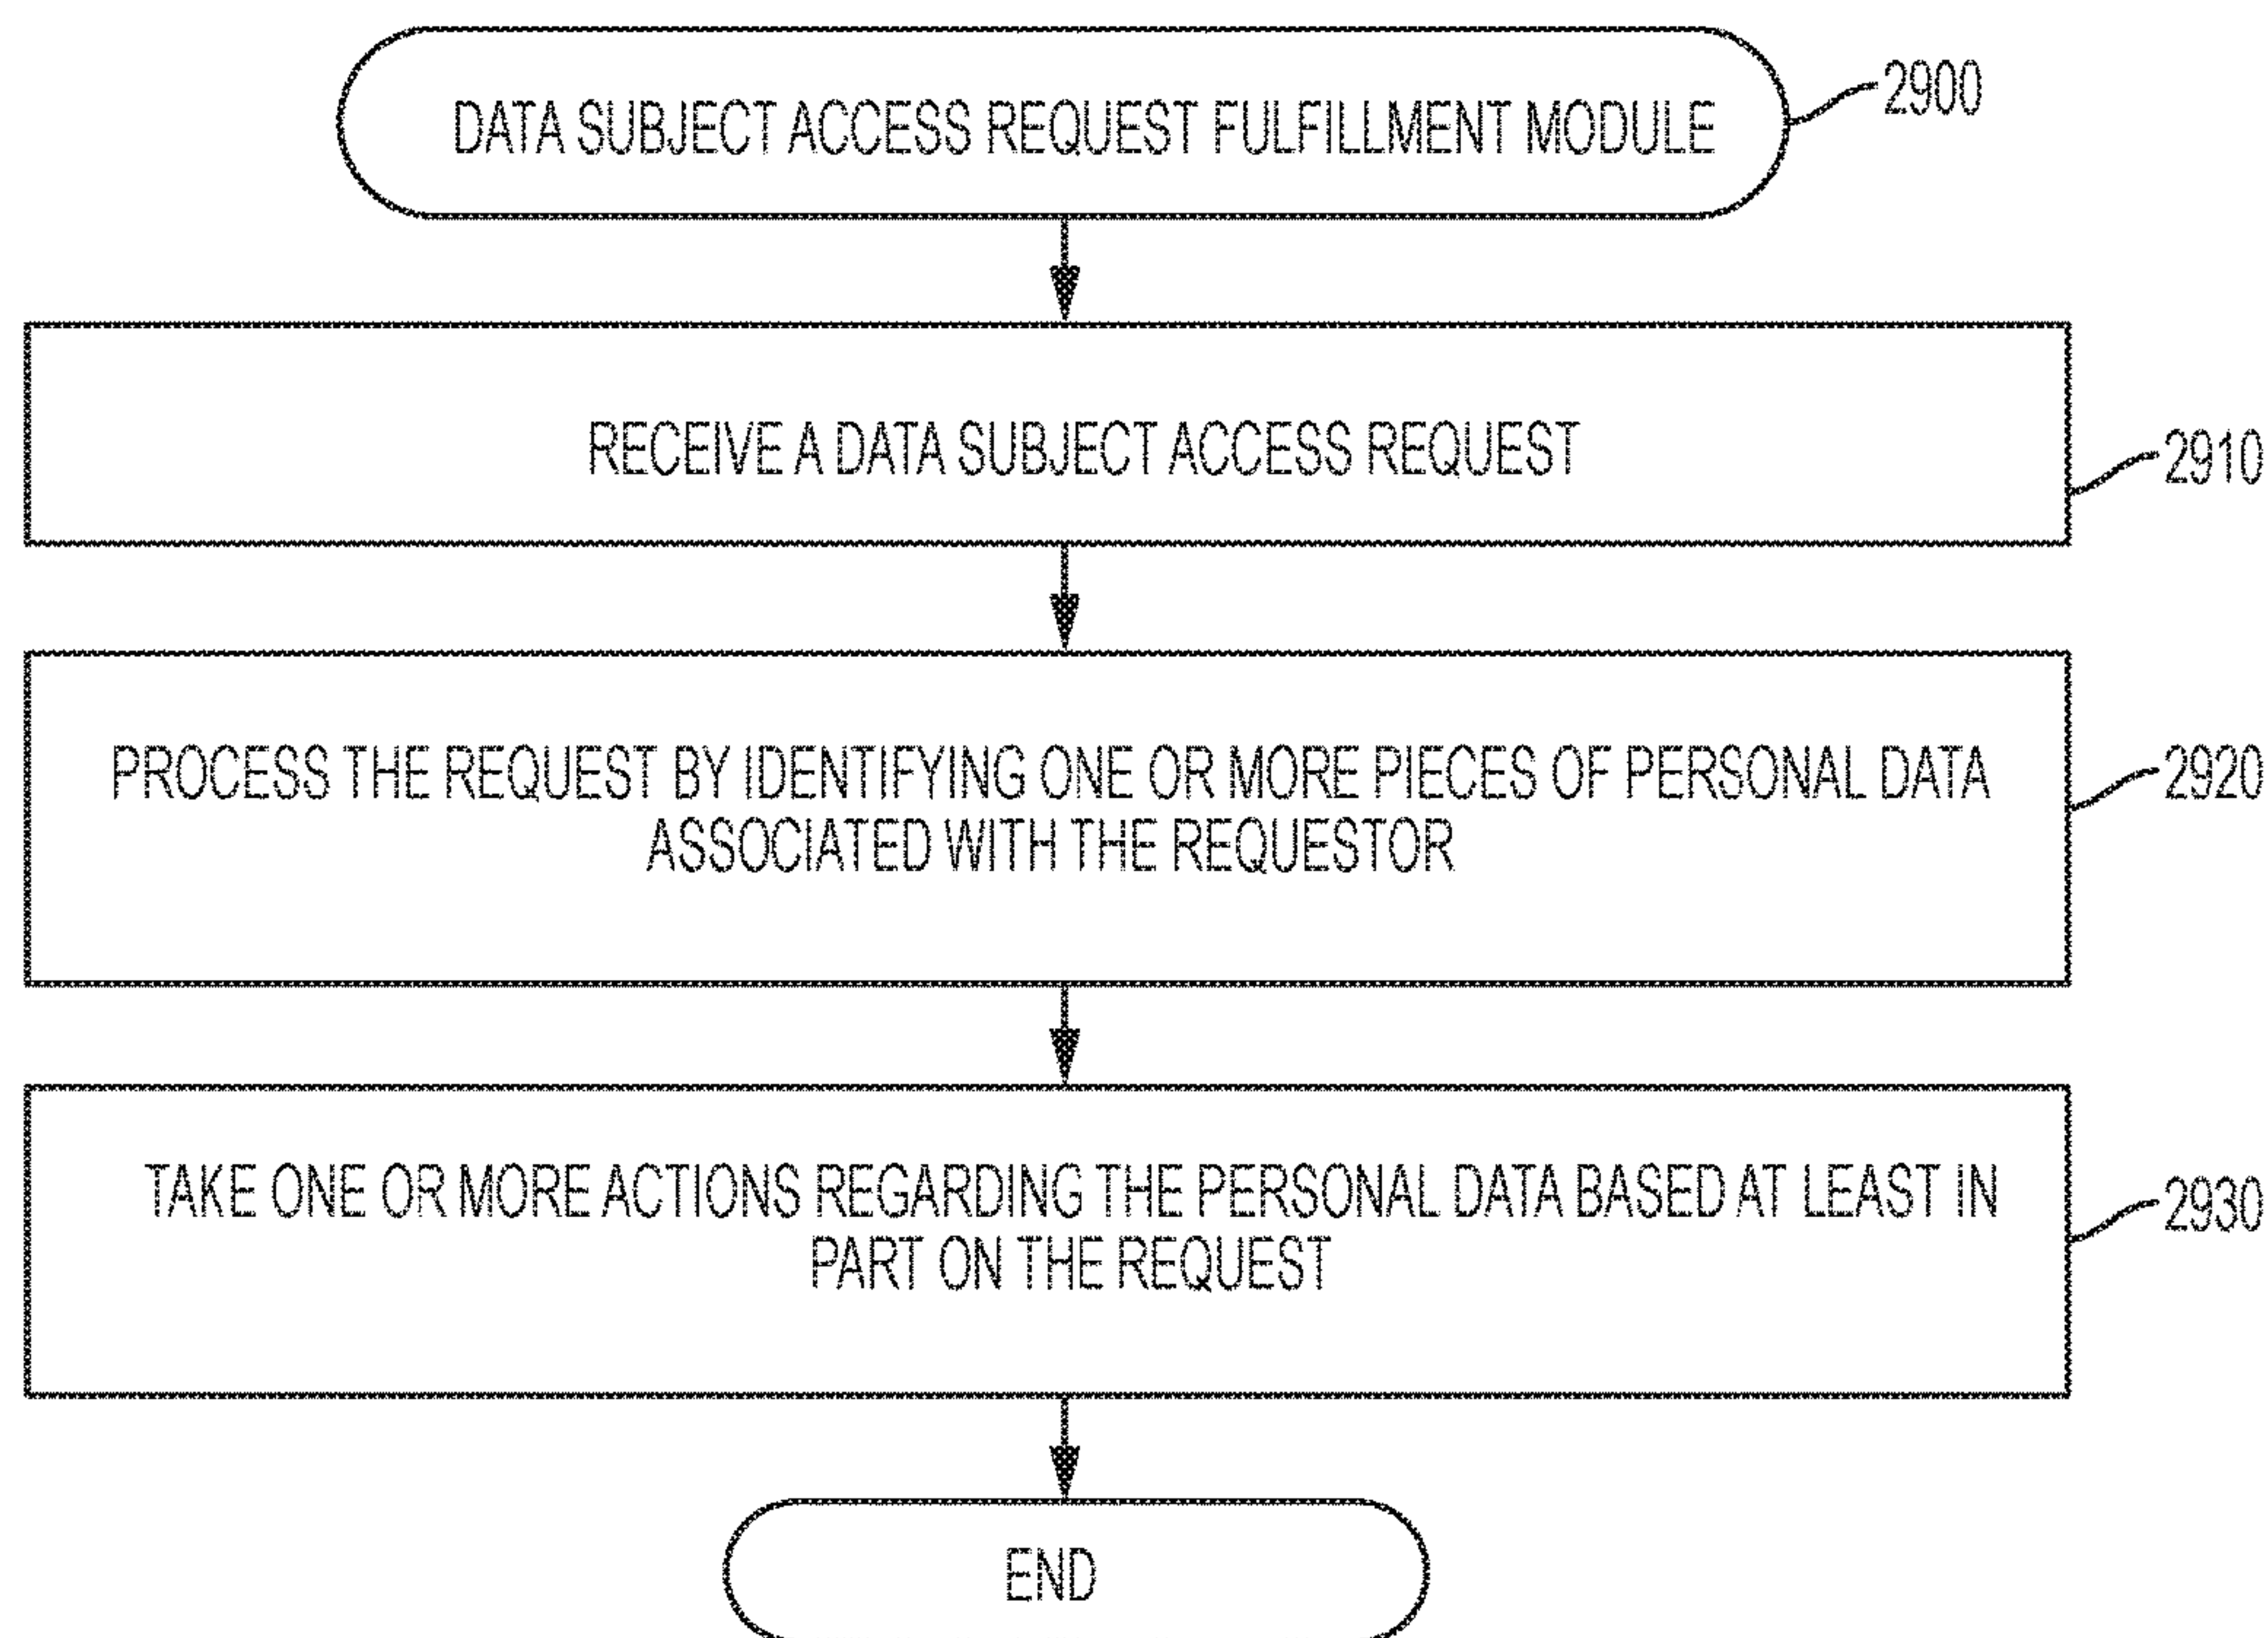 DATA SUBJECT ACCESS REQUEST FULFILLMENT MODULE
2900
RECEIVE A DATA SUBJECT ACCESS REQUEST
2910
PROCESS THE REQUEST BY IDENTIFYING ONE OR MORE PIECES OF PERSONAL DATA
ASSOCIATED WITH THE REQUESTOR
2920
TAKE ONE OR MORE ACTIONS REGARDING THE PERSONAL DATA BASED AT LEAST IN
PART ON THE REQUEST
2930
END